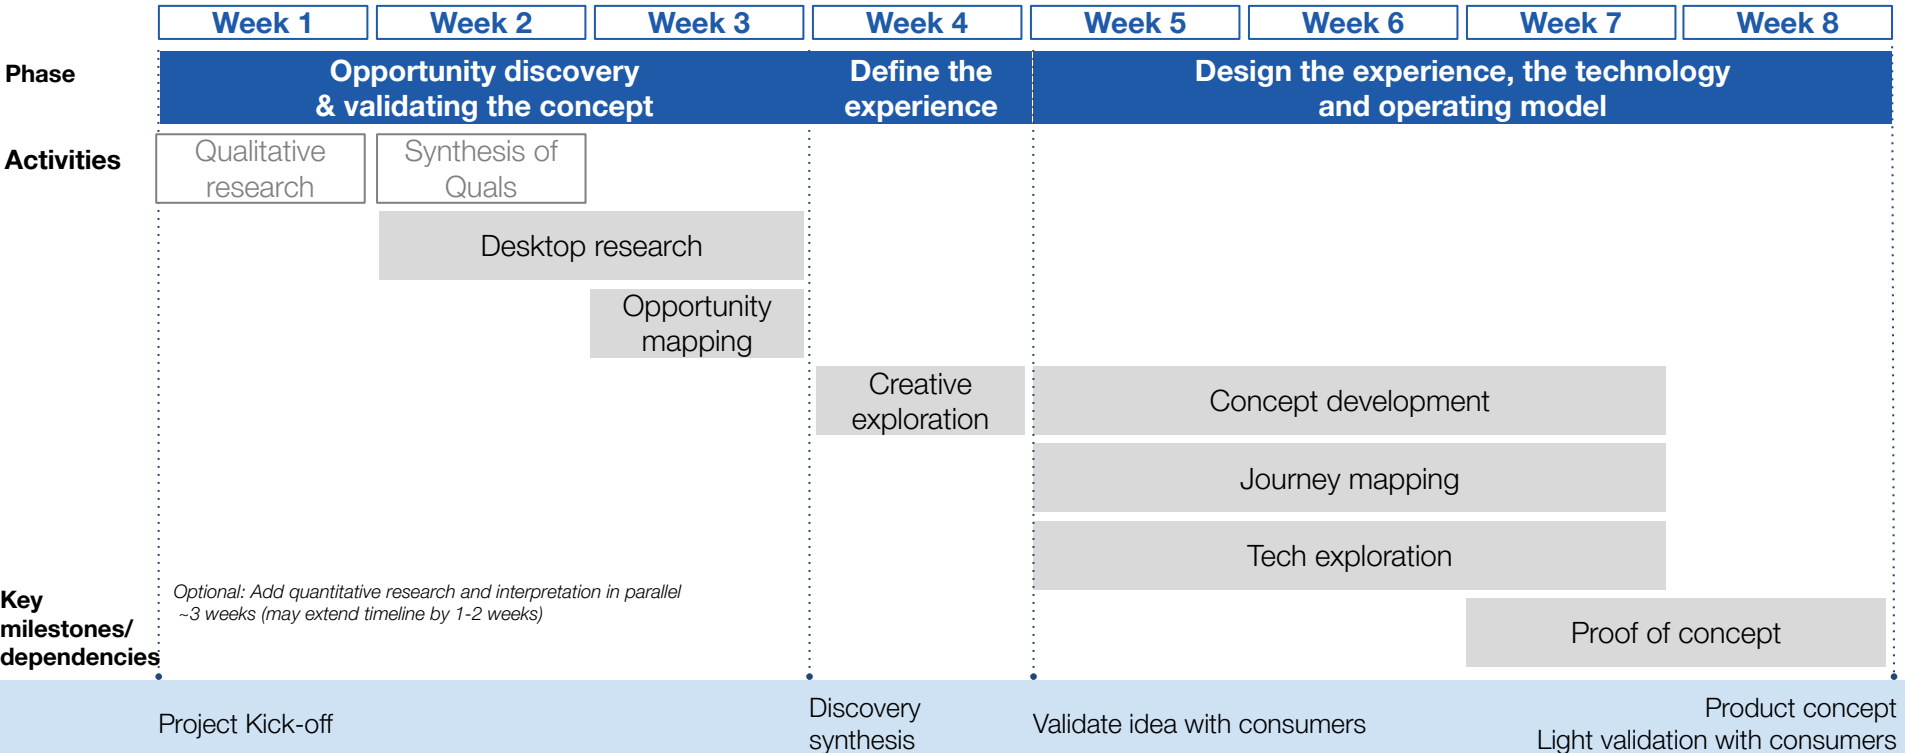 Week 1
Week 2
Week 3
Week 4
Week 5
Week 6
Week 7
Week 8
Phase
Opportunity discovery
& validating the concept
Define the
experience
Design the experience, the technology
and operating model
Activities
Qualitative
research
Synthesis of
Quals
Desktop research
Opportunity
mapping
Creative
exploration
Concept development
Journey mapping
Tech exploration
Optional: Add quantitative research and interpretation in parallel
~3 weeks (may extend timeline by 1-2 weeks)
Proof of concept
Key
milestones/
dependencies
Project Kick-off
Discovery
synthesis
Validate idea with consumers
Product concept
Light validation with consumers